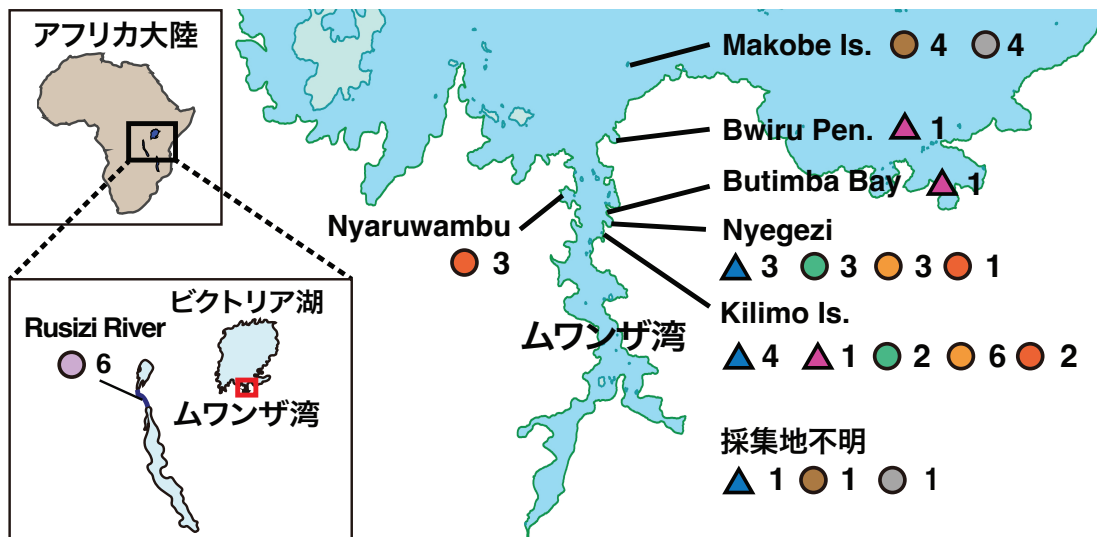 アフリカ大陸
Rusizi River
6
ビクトリア湖
ムワンザ湾
Makobe Is. 4 4
Bwiru Pen. 1
Butimba Bay 1
Nyaruwambu
3
Nyegezi
3 3 3 1
Kilimo Is.
4 1 2 6 2
ムワンザ湾
採集地不明
1 1 1